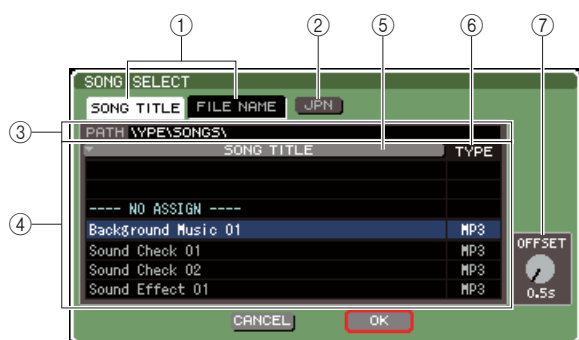 ① ② ⑤ ⑥ ⑦
SONG SELECT
SONG TITLE FILE NAME JPN
③ PATH \YPE\SONGS\
SONG TITLE TYPE
④
---- NO ASSIGN ----
Background Music 01 MP3
Sound Check 01 MP3
Sound Check 02 MP3
Sound Effect 01 MP3
OFFSET
0.5s
CANCEL OK